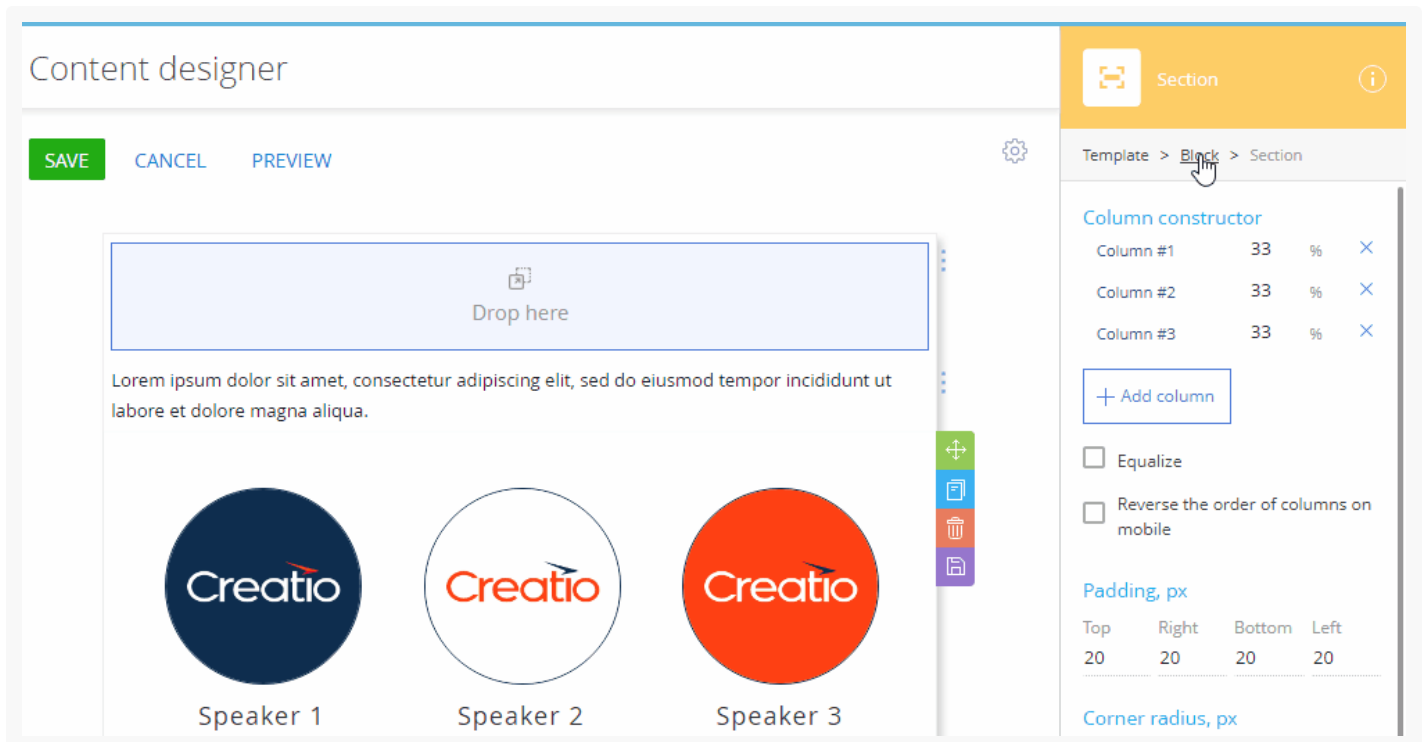 Content designer
SAVE
CANCEL
PREVIEW
Drop here
Lorem ipsum dolor sit amet, consectetur adipiscing elit, sed do eiusmod tempor incididunt ut
labore et dolore magna aliqua.
Creatio
Creatio
Creatio
Speaker 1
Speaker 2
Speaker 3
Section
Template > Block > Section
Column constructor
Column #1 33 %
Column #2 33 %
Column #3 33 %
Add column
Equalize
Reverse the order of columns on
mobile
Padding, px
Top Right Bottom Left
20 20 20 20
Corner radius, px